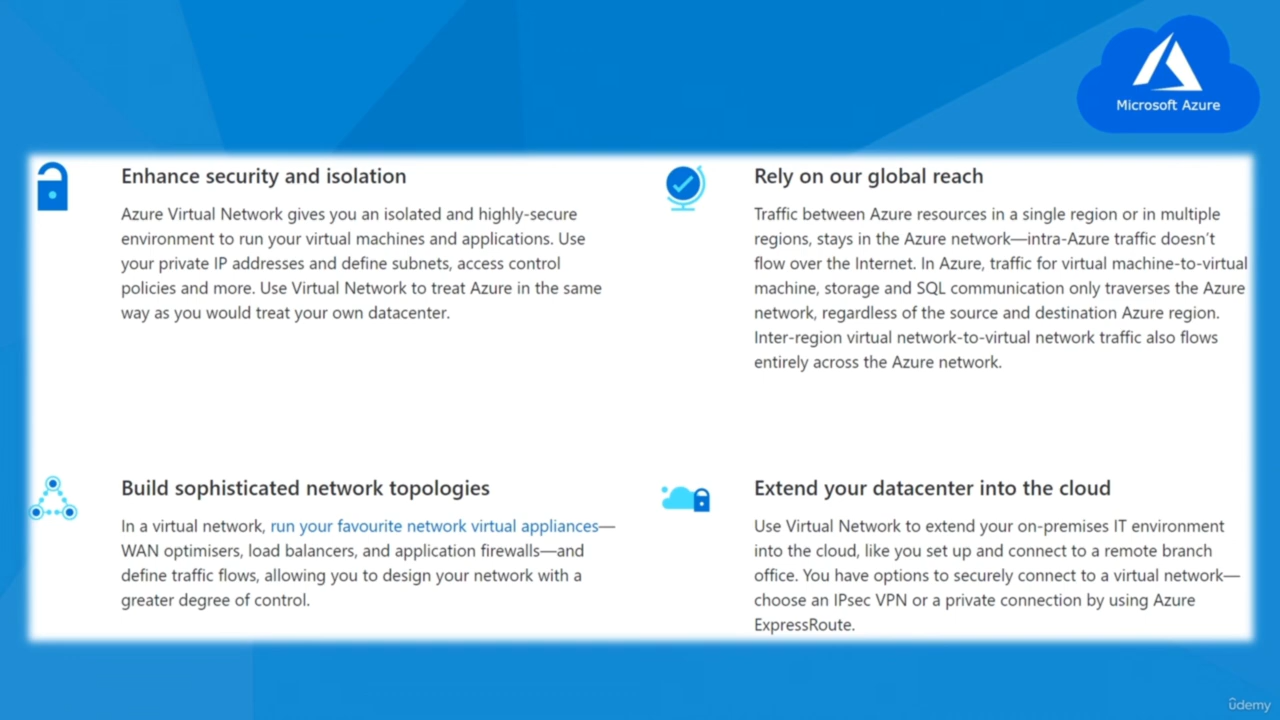 Microsoft Azure
Enhance security and isolation
Azure Virtual Network gives you an isolated and highly-secure
environment to run your virtual machines and applications. Use
your private IP addresses and define subnets, access control
policies and more. Use Virtual Network to treat Azure in the same
way as you would treat your own datacenter.
Rely on our global reach
Traffic between Azure resources in a single region or in multiple
regions, stays in the Azure network—intra-Azure traffic doesn't
flow over the Internet. In Azure, traffic for virtual machine-to-virtual
machine, storage and SQL communication only traverses the Azure
network, regardless of the source and destination Azure region.
Inter-region virtual network-to-virtual network traffic also flows
entirely across the Azure network.
Build sophisticated network topologies
In a virtual network, run your favourite network virtual appliances—
WAN optimisers, load balancers, and application firewalls—and
define traffic flows, allowing you to design your network with a
greater degree of control.
Extend your datacenter into the cloud
Use Virtual Network to extend your on-premises IT environment
into the cloud, like you set up and connect to a remote branch
office. You have options to securely connect to a virtual network—
choose an IPsec VPN or a private connection by using Azure
ExpressRoute.
ûdemy